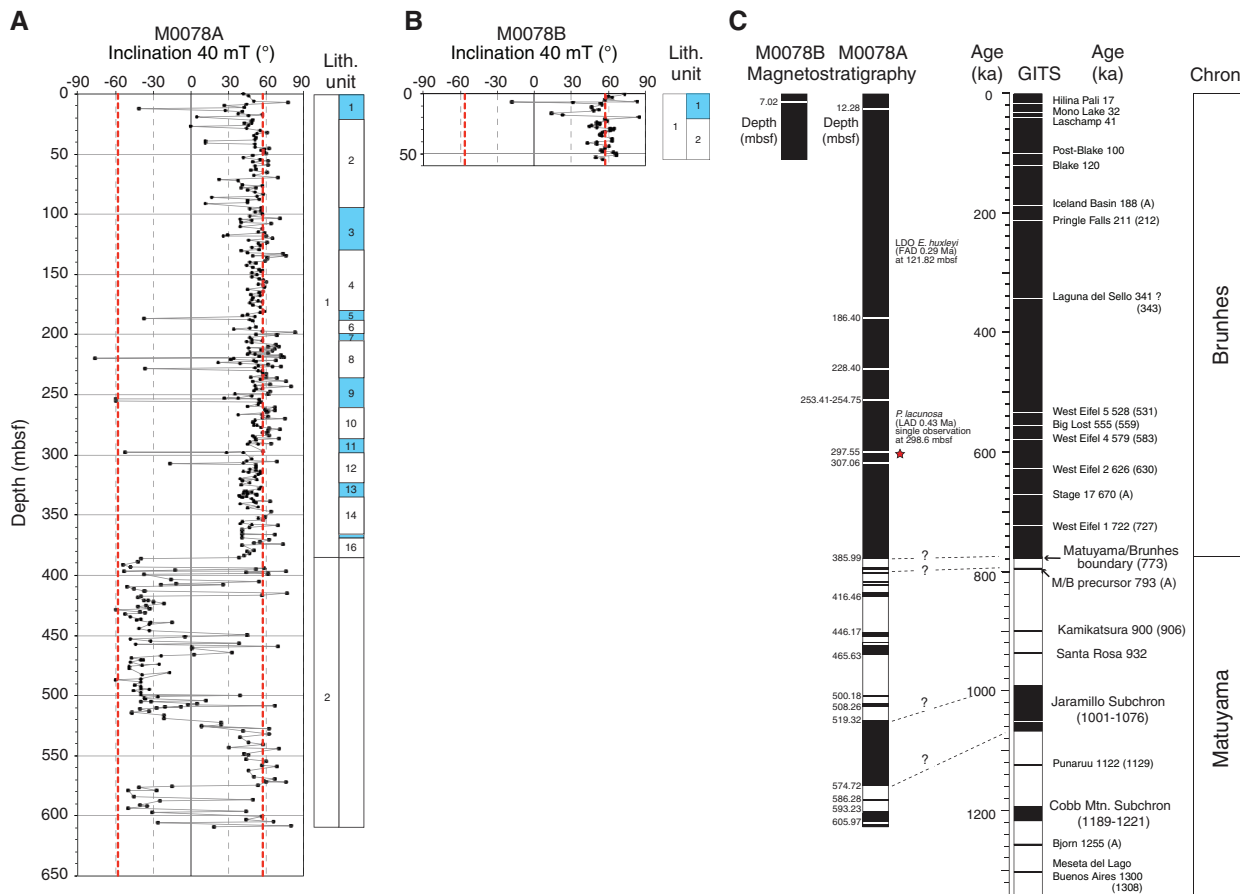 A
M0078A
Inclination 40 mT (°)
-90 -60 -30 0 30 60 90
Lith.
unit
Depth (mbsf)
0
50
100
150
200
250
300
350
400
450
500
550
600
650
1
2
3
4
5
6
7
8
9
10
11
12
13
14
16
1
2
B
M0078B
Inclination 40 mT (°)
-90 -60 -30 0 30 60 90
Lith.
unit
0
50
1
1
2
C
M0078B M0078A
Magnetostratigraphy
7.02
Depth
(mbsf)
12.28
Depth
(mbsf)
186.40
228.40
253.41-254.75
297.55
307.06
385.99
416.46
446.17
465.63
500.18
508.26
519.32
574.72
586.28
593.23
605.97
LDO E. huxleyi
(FAD 0.29 Ma)
at 121.82 mbsf
P. lacunosa
(LAD 0.43 Ma)
single observation
at 298.6 mbsf
?
?
?
?
Age
(ka)
GITS
Age
(ka)
Chron
0
200
400
600
800
1000
1200
Hilina Pali 17
Mono Lake 32
Laschamp 41
Post-Blake 100
Blake 120
Iceland Basin 188 (A)
Pringle Falls 211 (212)
Laguna del Sello 341 ?
(343)
West Eifel 5 528 (531)
Big Lost 555 (559)
West Eifel 4 579 (583)
West Eifel 2 626 (630)
Stage 17 670 (A)
West Eifel 1 722 (727)
Matuyama/Brunhes
boundary (773)
M/B precursor 793 (A)
Kamikatsura 900 (906)
Santa Rosa 932
Jaramillo Subchron
(1001-1076)
Punaruu 1122 (1129)
Cobb Mtn. Subchron
(1189-1221)
Bjorn 1255 (A)
Meseta del Lago
Buenos Aires 1300
(1308)
Brunhes
Matuyama